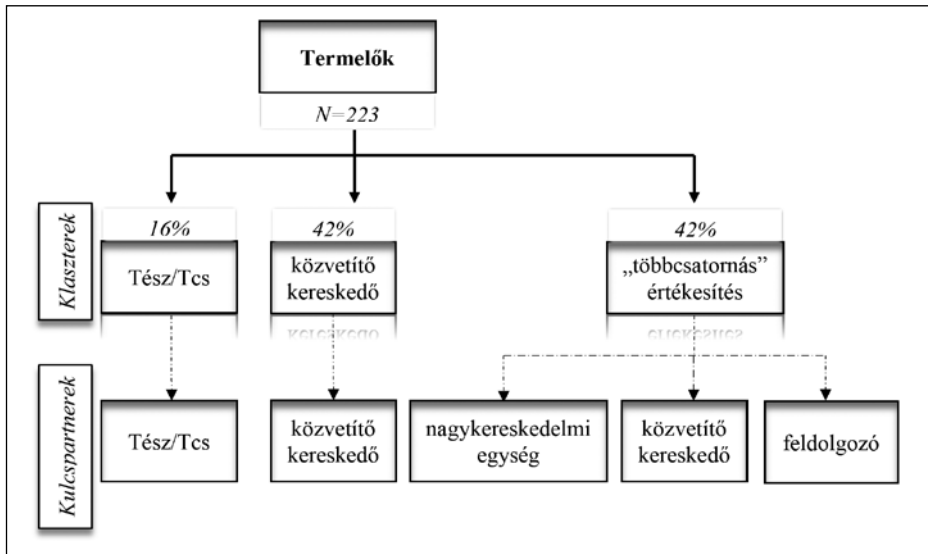 Termelők
N=223
Klaszterek
16%
42%
42%
Tész/Tcs
közvetítő
kereskedő
„többcsatornás”
értékesítés
Kulcspartnerek
Tész/Tcs
közvetítő
kereskedő
nagykereskedelmi
egység
közvetítő
kereskedő
feldolgozó